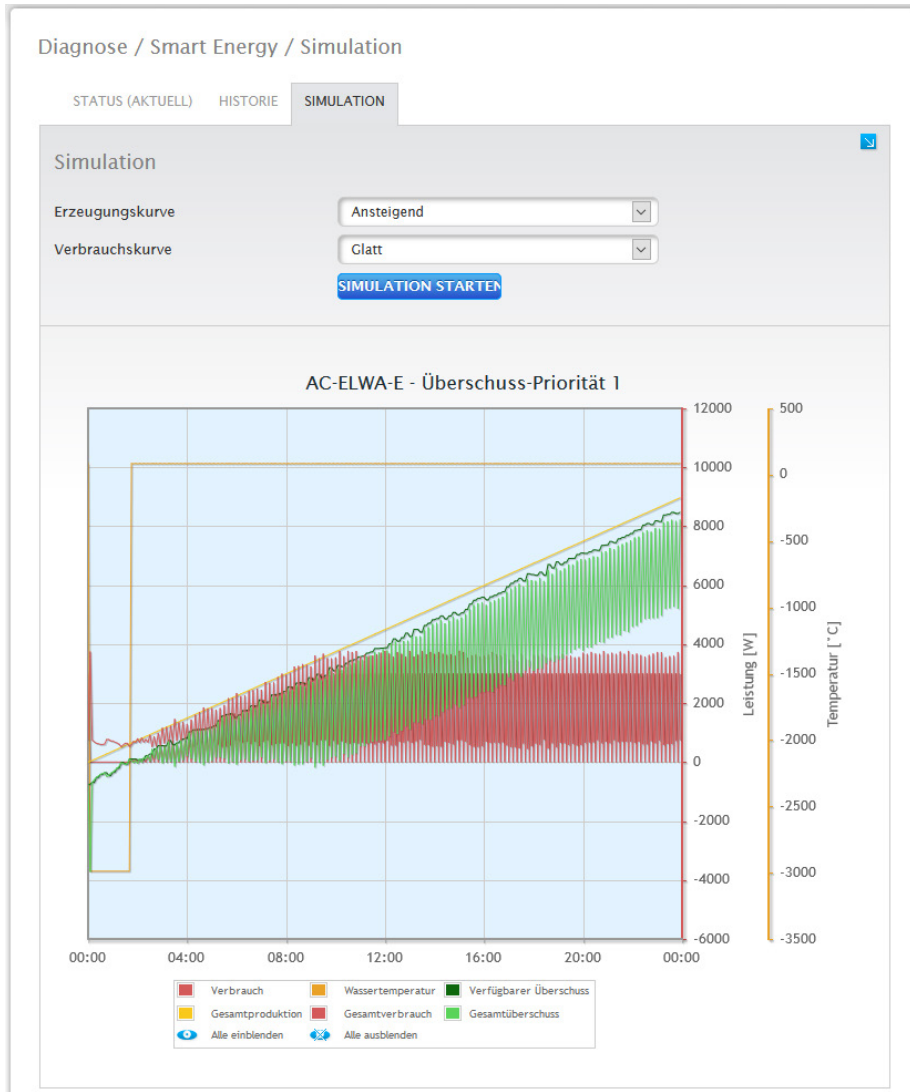 Diagnose / Smart Energy / Simulation
STATUS (AKTUELL) HISTORIE SIMULATION
Simulation
Erzeugungskurve Ansteigend
Verbrauchskurve Glatt
SIMULATION STARTEN
AC-ELWA-E - Überschuss-Priorität 1
12000 500
10000 0
8000 -500
6000 -1000
4000 -1500
2000 -2000
0 -2500
-2000 -3000
-4000 -3500
-6000
Leistung [W]
Temperatur [°C]
00:00 04:00 08:00 12:00 16:00 20:00 00:00
Verbrauch Wassertemperatur Verfügbarer Überschuss
Gesamtproduktion Gesamtverbrauch Gesamtüberschuss
Alle einblenden Alle ausblenden